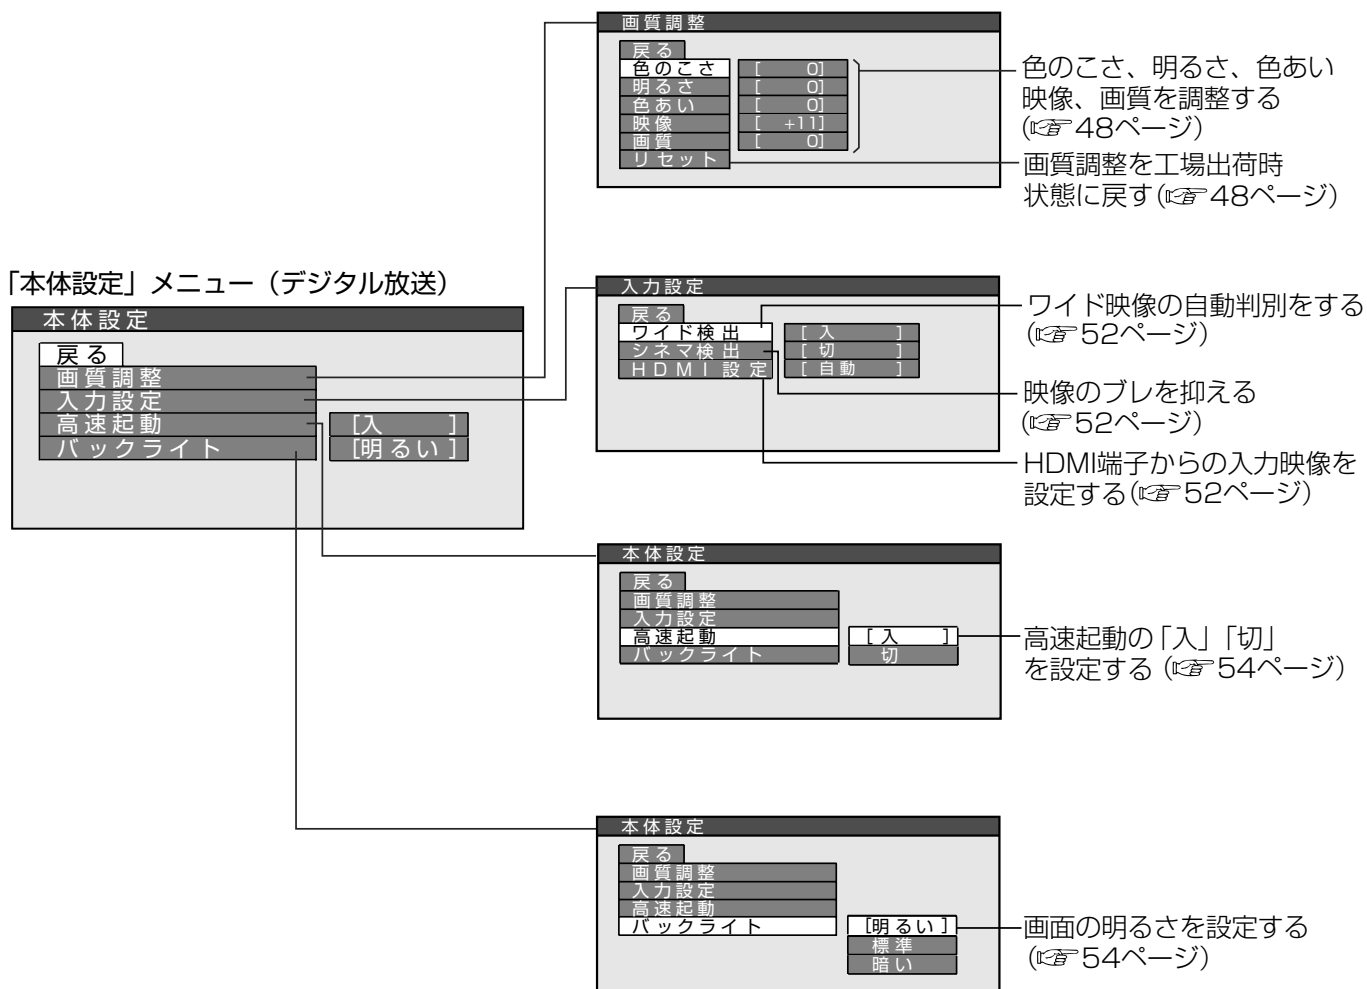 画質調整
戻る
色のこさ [ 0]
明るさ [ 0]
色あい [ 0]
映像 [ +11]
画質 [ 0]
リセット
色のこさ、明るさ、色あい
映像、画質を調整する
(☞48ページ)
画質調整を工場出荷時
状態に戻す(☞48ページ)
「本体設定」メニュー（デジタル放送）
本体設定
戻る
画質調整
入力設定
高速起動 [入 ]
バックライト [明るい]
入力設定
戻る
ワイド検出 [入 ]
シネマ検出 [切 ]
HDMI設定 [自動 ]
ワイド映像の自動判別をする
(☞52ページ)
映像のブレを抑える
(☞52ページ)
HDMI端子からの入力映像を
設定する(☞52ページ)
本体設定
戻る
画質調整
入力設定
高速起動 [入 ]
バックライト 切
高速起動の「入」「切」
を設定する(☞54ページ)
本体設定
戻る
画質調整
入力設定
高速起動
バックライト [明るい]
標準
暗い
画面の明るさを設定する
(☞54ページ)